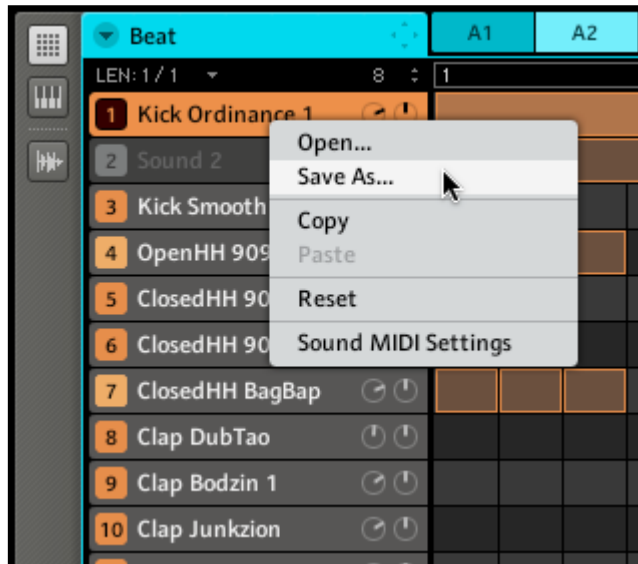 Beat
A1
A2
LEN: 1 / 1
8
1
1 Kick Ordinance 1
2 Sound 2
3 Kick Smooth
4 OpenHH 909
5 ClosedHH 90
6 ClosedHH 90
7 ClosedHH BagBap
8 Clap DubTao
9 Clap Bodzin 1
10 Clap Junkzion
Open...
Save As...
Copy
Paste
Reset
Sound MIDI Settings